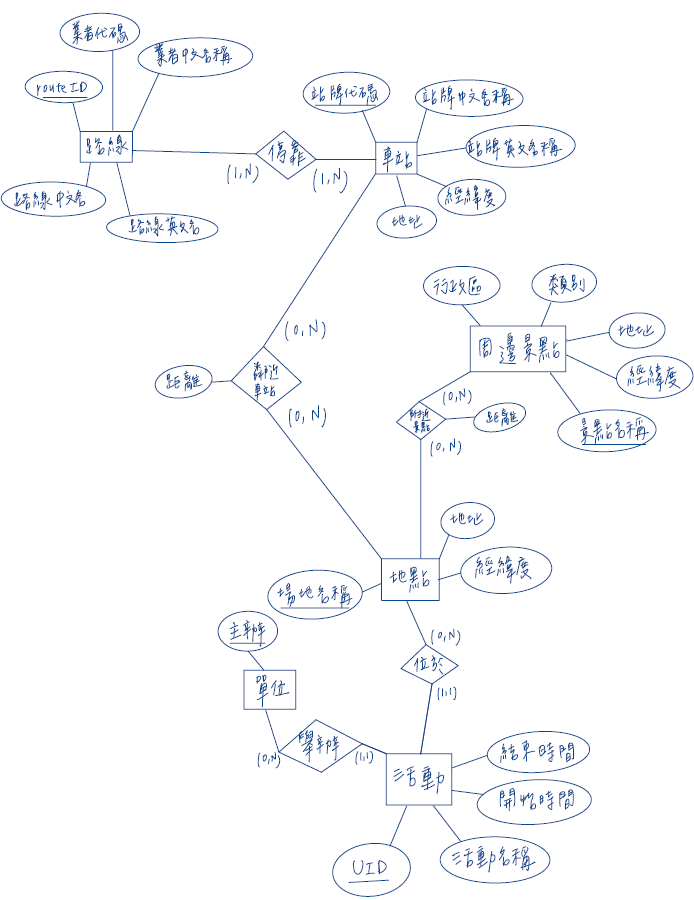 業者代碼
業者中文名稱
routeID
路線
路線中文名
路線英文名
(1,N)
停靠
(1,N)
站牌代碼
站牌中文名稱
車站
站牌英文名稱
經緯度
地址
行政區
類別
周邊景點
地址
經緯度
景點名稱
(0,N)
距離
鄰近
車站
(0,N)
(0,N)
附近
景點
距離
(0,N)
地址
地點
經緯度
場地名稱
主辦
單位
(0,N)
位於
(1,1)
(0,N)
舉辦
(1,1)
活動
結束時間
開始時間
活動名稱
UID